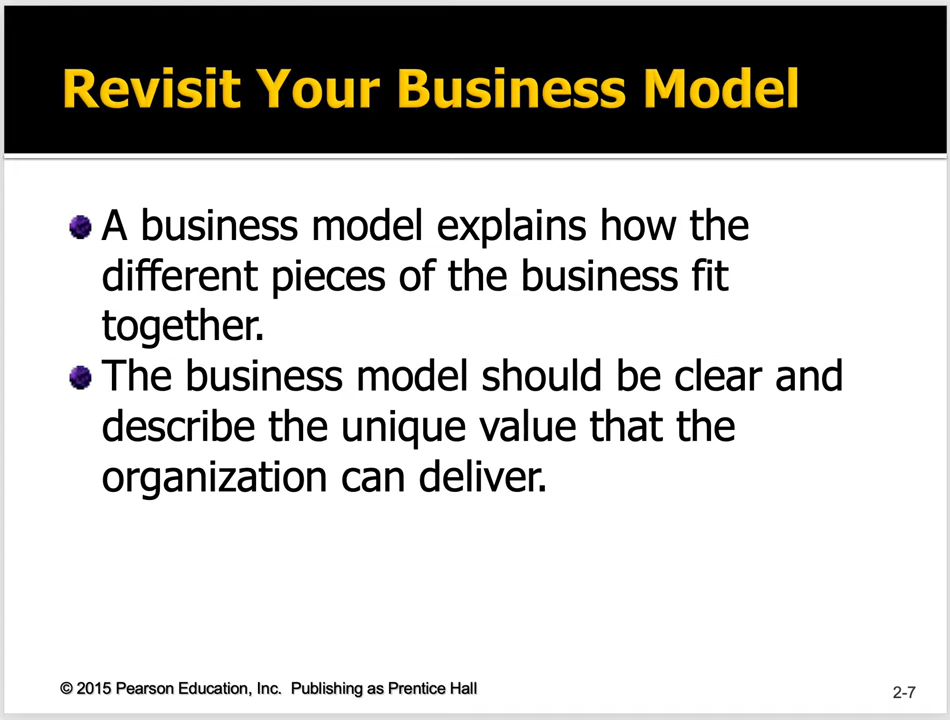 Revisit Your Business Model
A business model explains how the
different pieces of the business fit
together.
The business model should be clear and
describe the unique value that the
organization can deliver.
© 2015 Pearson Education, Inc. Publishing as Prentice Hall
2-7